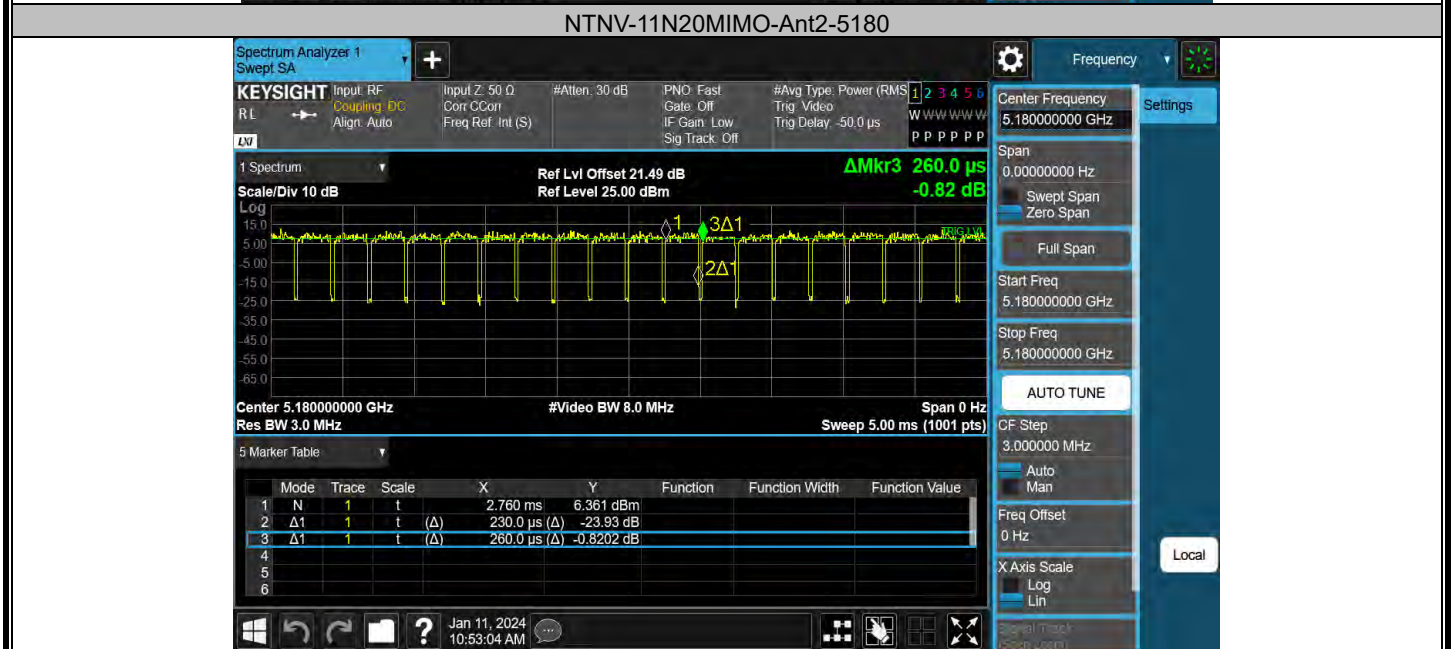 NTNV-11N20MIMO-Ant2-5180
Spectrum Analyzer 1
Swept SA
Frequency
KEYSIGHT
RL
LXI
Input: RF
Coupling: DC
Align: Auto
Input Z: 50 Ω
Corr CCorr
Freq Ref: Int (S)
#Atten: 30 dB
PNO: Fast
Gate: Off
IF Gain: Low
Sig Track: Off
#Avg Type: Power (RMS
Trig: Video
Trig Delay: -50.0 µs
1 2 3 4 5 6
W W W W W W
P P P P P P
Center Frequency
5.180000000 GHz
Settings
1 Spectrum
Scale/Div 10 dB
Ref Lvl Offset 21.49 dB
Ref Level 25.00 dBm
ΔMkr3 260.0 µs
-0.82 dB
Log
15.0
5.00
-5.00
-15.0
-25.0
-35.0
-45.0
-55.0
-65.0
1
3Δ1
2Δ1
TRIG LVL
Center 5.180000000 GHz
Res BW 3.0 MHz
#Video BW 8.0 MHz
Span 0 Hz
Sweep 5.00 ms (1001 pts)
Span
0.00000000 Hz
Swept Span
Zero Span
Full Span
Start Freq
5.180000000 GHz
Stop Freq
5.180000000 GHz
AUTO TUNE
CF Step
3.000000 MHz
Auto
Man
Freq Offset
0 Hz
X Axis Scale
Log
Lin
Signal Track
(Span Zoom)
Local
5 Marker Table
Mode Trace Scale X Y Function Function Width Function Value
1 N 1 t 2.760 ms 6.361 dBm
2 Δ1 1 t (Δ) 230.0 µs (Δ) -23.93 dB
3 Δ1 1 t (Δ) 260.0 µs (Δ) -0.8202 dB
4
5
6
Jan 11, 2024
10:53:04 AM